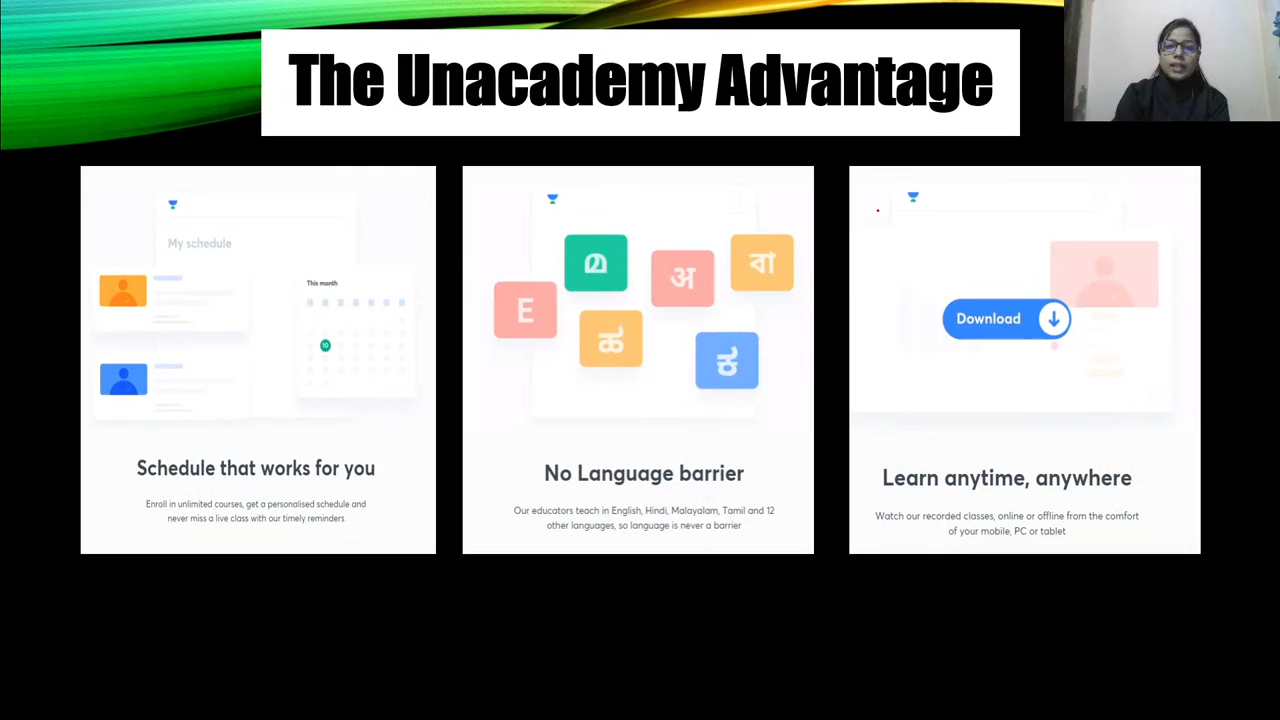 The Unacademy Advantage
My schedule
This month
10
E
മ
अ
বা
ಹ
ಕ
Download
Schedule that works for you
Enroll in unlimited courses, get a personalised schedule and
never miss a live class with our timely reminders
No Language barrier
Our educators teach in English, Hindi, Malayalam, Tamil and 12
other languages, so language is never a barrier
Learn anytime, anywhere
Watch our recorded classes, online or offline from the comfort
of your mobile, PC or tablet